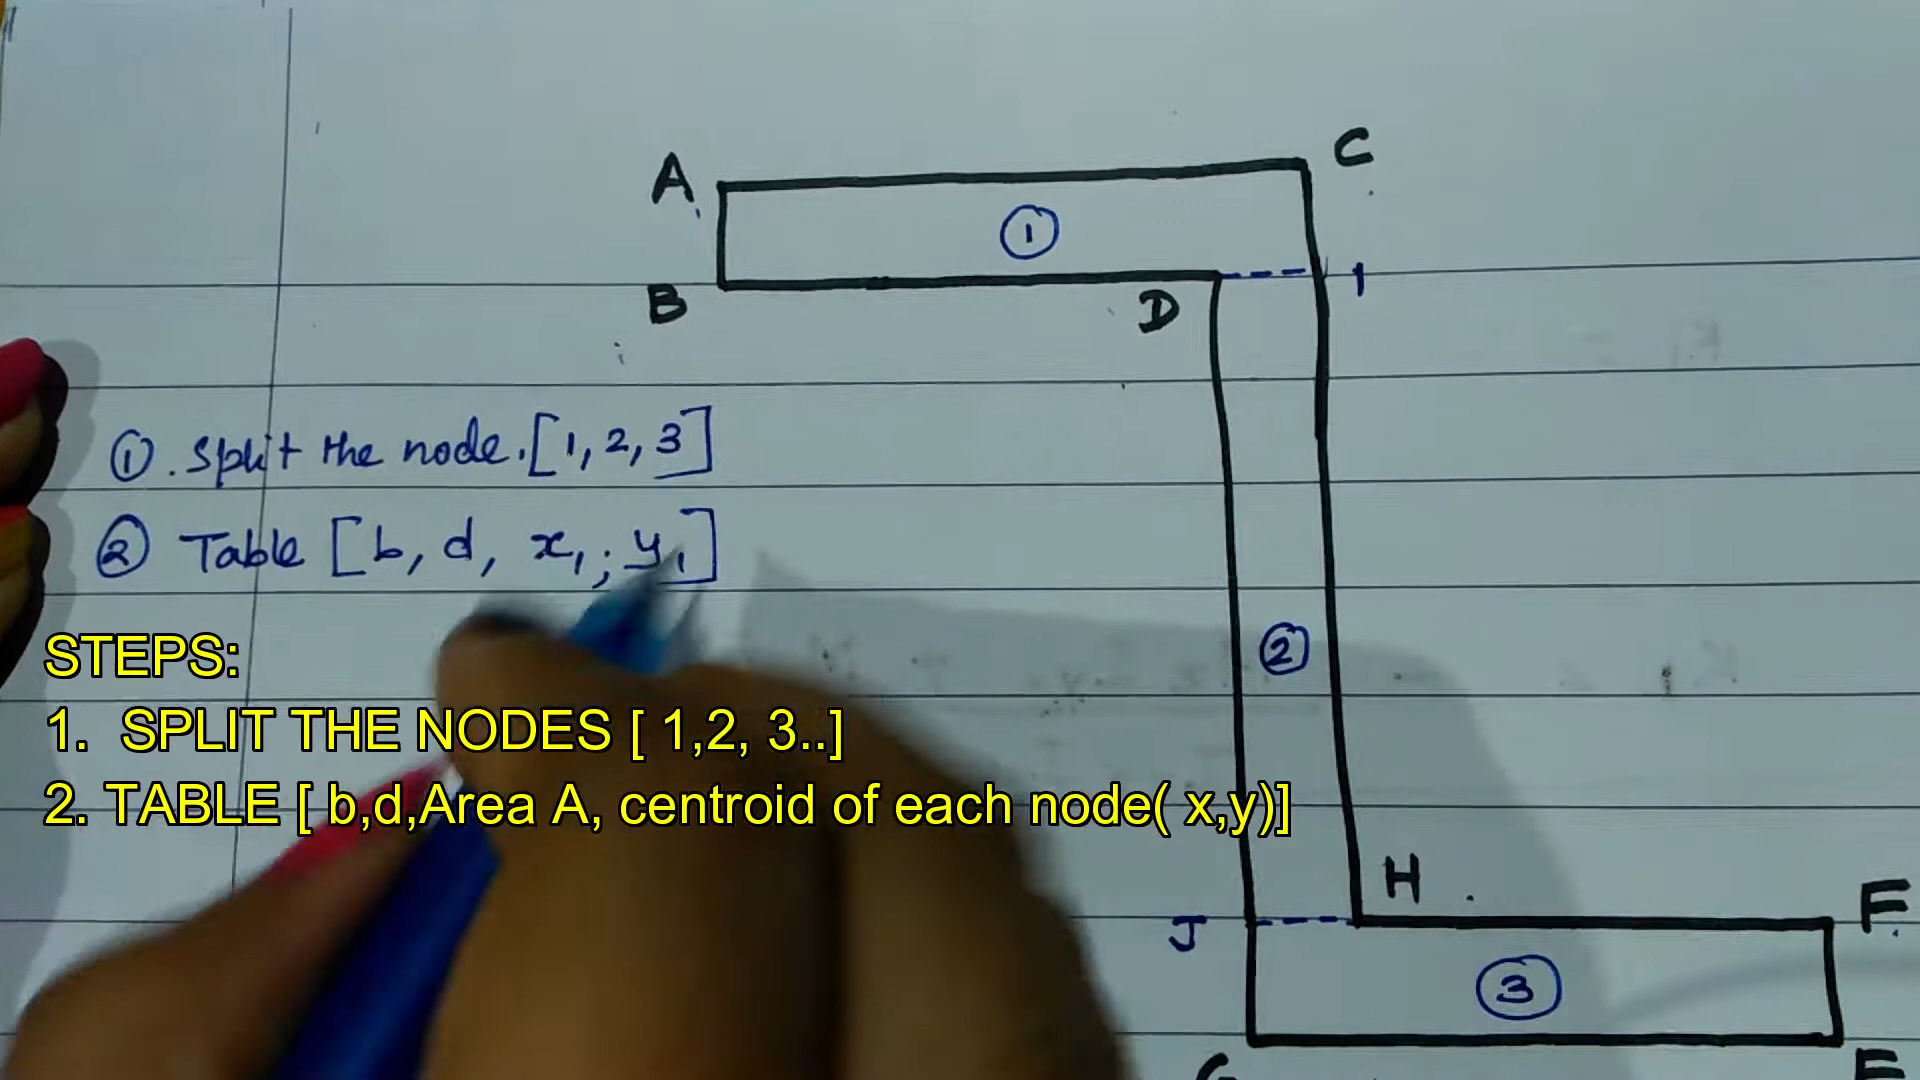 A
C
①
I
B
D
①. Split the node. [1, 2, 3]
② Table [b, d, x₁; y₁]
②
STEPS:
1. SPLIT THE NODES [ 1,2, 3..]
2. TABLE [ b,d,Area A, centroid of each node( x,y)]
H
F
J
③
G
E